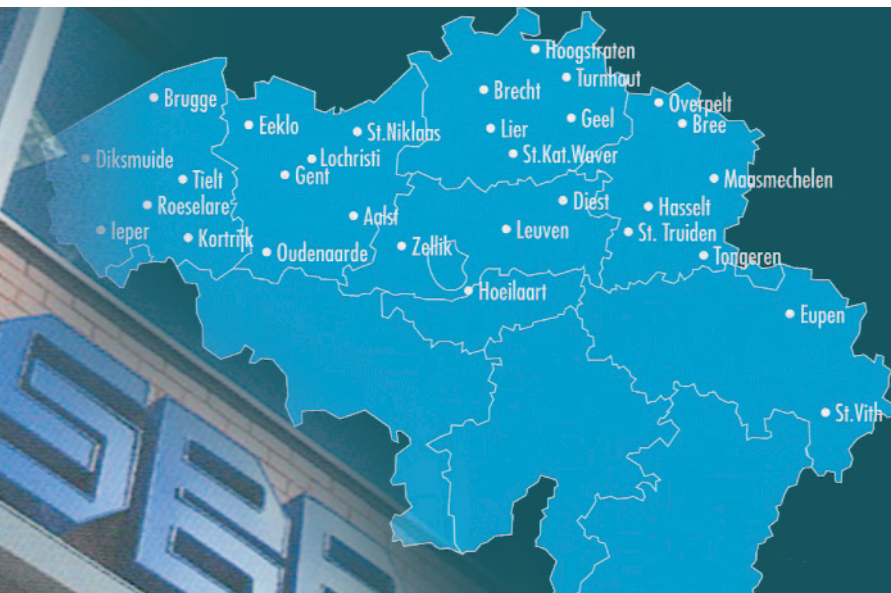 Hoogstraten
Turnhout
Brecht
Overpelt
Brugge
Geel
Bree
Eeklo
Lier
St.Niklaas
St.Kat.Waver
Diksmuide
Lochristi
Gent
Tielt
Maasmechelen
Diest
Roeselare
Hasselt
Aalst
Ieper
Leuven
St. Truiden
Kortrijk
Zellik
Oudenaarde
Tongeren
Hoeilaart
Eupen
St.Vith